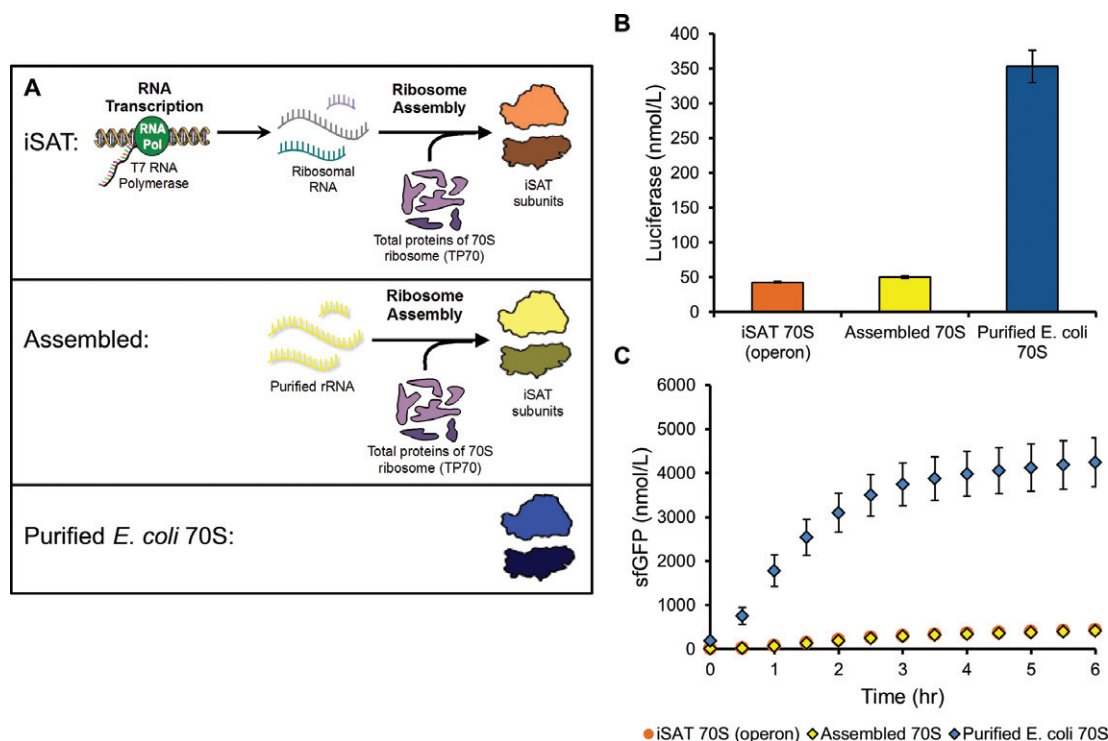 A
RNA
Transcription
iSAT:
RNA
Pol
T7 RNA
Polymerase
Ribosomal
RNA
Ribosome
Assembly
Total proteins of 70S
ribosome (TP70)
iSAT
subunits
Assembled:
Purified rRNA
Ribosome
Assembly
Total proteins of 70S
ribosome (TP70)
iSAT
subunits
Purified E. coli 70S:
B
Luciferase (nmol/L)
400
350
300
250
200
150
100
50
0
iSAT 70S
(operon)
Assembled 70S
Purified E. coli
70S
C
sfGFP (nmol/L)
6000
5000
4000
3000
2000
1000
0
0 1 2 3 4 5 6
Time (hr)
iSAT 70S (operon) Assembled 70S Purified E. coli 70S